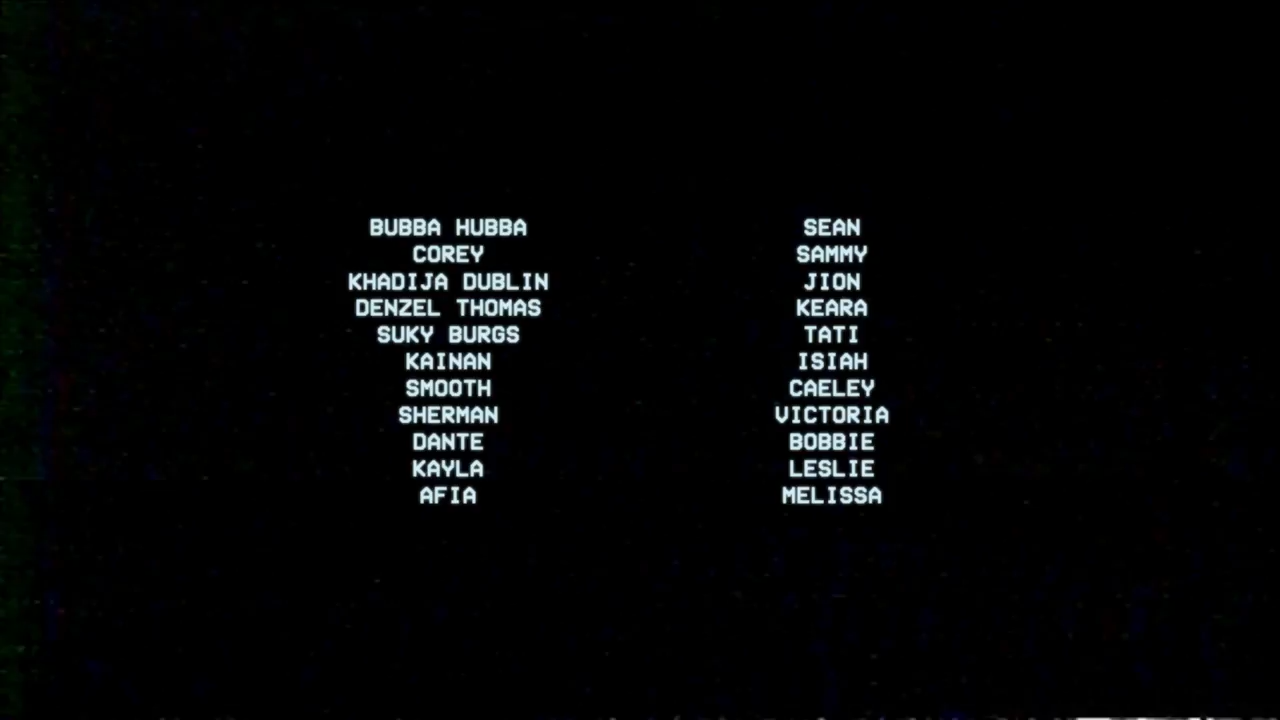 BUBBA HUBBA
COREY
KHADIJA DUBLIN
DENZEL THOMAS
SUKY BURGS
KAINAN
SMOOTH
SHERMAN
DANTE
KAYLA
AFIA
SEAN
SAMMY
JION
KEARA
TATI
ISIAH
CAELEY
VICTORIA
BOBBIE
LESLIE
MELISSA